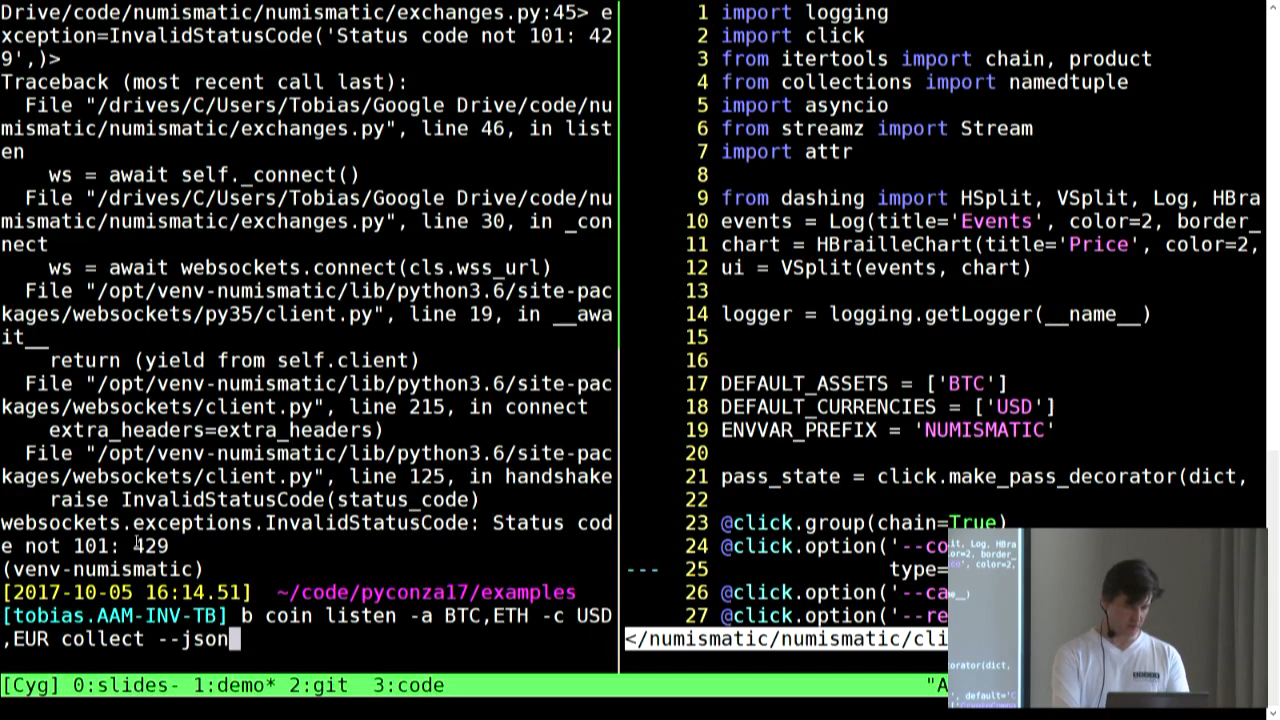 Drive/code/numismatic/numismatic/exchanges.py:45> e
xception=InvalidStatusCode('Status code not 101: 42
9',)>
Traceback (most recent call last):
  File "/drives/C/Users/Tobias/Google Drive/code/nu
mismatic/numismatic/exchanges.py", line 46, in list
en
    ws = await self._connect()
  File "/drives/C/Users/Tobias/Google Drive/code/nu
mismatic/numismatic/exchanges.py", line 30, in _con
nect
    ws = await websockets.connect(cls.wss_url)
  File "/opt/venv-numismatic/lib/python3.6/site-pac
kages/websockets/py35/client.py", line 19, in __awa
it__
    return (yield from self.client)
  File "/opt/venv-numismatic/lib/python3.6/site-pac
kages/websockets/client.py", line 215, in connect
    extra_headers=extra_headers)
  File "/opt/venv-numismatic/lib/python3.6/site-pac
kages/websockets/client.py", line 125, in handshake
    raise InvalidStatusCode(status_code)
websockets.exceptions.InvalidStatusCode: Status cod
e not 101: 429
(venv-numismatic)
[2017-10-05 16:14.51]  ~/code/pyconza17/examples
[tobias.AAM-INV-TB] b coin listen -a BTC,ETH -c USD
,EUR collect --json
1 import logging
2 import click
3 from itertools import chain, product
4 from collections import namedtuple
5 import asyncio
6 from streamz import Stream
7 import attr
8
9 from dashing import HSplit, VSplit, Log, HBra
10 events = Log(title='Events', color=2, border_
11 chart = HBrailleChart(title='Price', color=2,
12 ui = VSplit(events, chart)
13
14 logger = logging.getLogger(__name__)
15
16
17 DEFAULT_ASSETS = ['BTC']
18 DEFAULT_CURRENCIES = ['USD']
19 ENVVAR_PREFIX = 'NUMISMATIC'
20
21 pass_state = click.make_pass_decorator(dict,
22
23 @click.group(chain=True)
24 @click.option('--co
--- 25               type=
26 @click.option('--ca
27 @click.option('--re
</numismatic/numismatic/cli
[Cyg] 0:slides- 1:demo* 2:git  3:code
"A